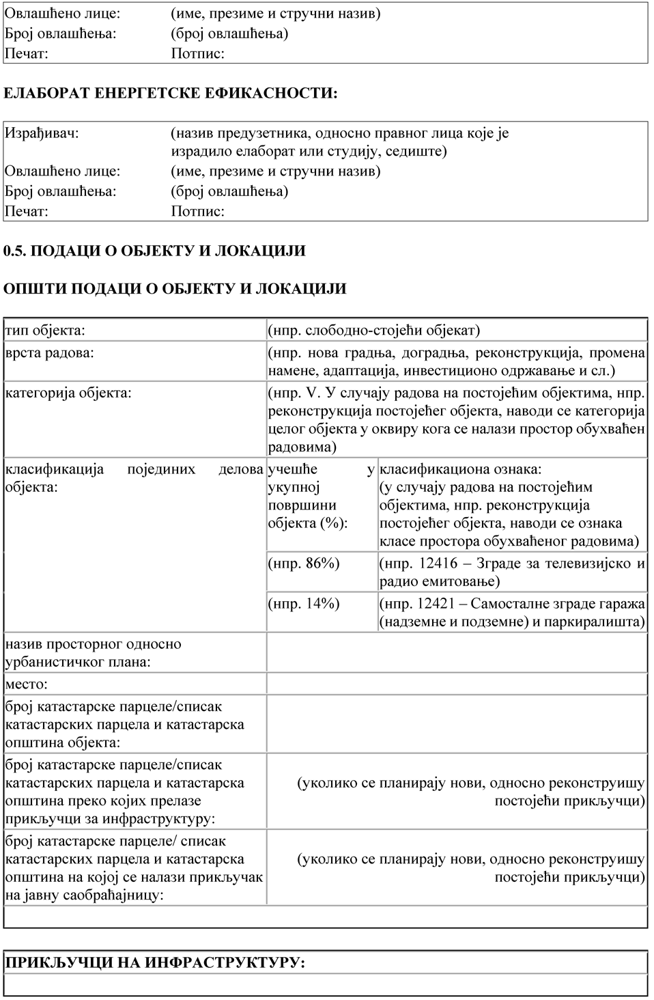 Овлашћено лице: (име, презиме и стручни назив)
Број овлашћења: (број овлашћења)
Печат: Потпис:
ЕЛАБОРАТ ЕНЕРГЕТСКЕ ЕФИКАСНОСТИ:
Израђивач: (назив предузетника, односно правног лица које је
израдило елаборат или студију, седиште)
Овлашћено лице: (име, презиме и стручни назив)
Број овлашћења: (број овлашћења)
Печат: Потпис:
0.5. ПОДАЦИ О ОБЈЕКТУ И ЛОКАЦИЈИ
ОПШТИ ПОДАЦИ О ОБЈЕКТУ И ЛОКАЦИЈИ
тип објекта: (нпр. слободно-стојећи објекат)
врста радова: (нпр. нова градња, доградња, реконструкција, промена
намене, адаптација, инвестиционо одржавање и сл.)
категорија објекта: (нпр. V. У случају радова на постојећим објектима, нпр.
реконструкција постојећег објекта, наводи се категорија
целог објекта у оквиру кога се налази простор обухваћен
радовима)
класификација појединих делова
објекта:
учешће у
укупној
површини
објекта (%):
класификациона ознака:
(у случају радова на постојећим
објектима, нпр. реконструкција
постојећег објекта, наводи се ознака
класе простора обухваћеног радовима)
(нпр. 86%) (нпр. 12416 – Зграде за телевизијско и
радио емитовање)
(нпр. 14%) (нпр. 12421 – Самосталне зграде гаража
(надземне и подземне) и паркиралишта)
назив просторног односно
урбанистичког плана:
место:
број катастарске парцеле/списак
катастарских парцела и катастарска
општина објекта:
број катастарске парцеле/списак
катастарских парцела и катастарска
општина преко којих прелазе
прикључци за инфраструктуру:
(уколико се планирају нови, односно реконструишу
постојећи прикључци)
број катастарске парцеле/ списак
катастарских парцела и катастарска
општина на којој се налази прикључак
на јавну саобраћајницу:
(уколико се планирају нови, односно реконструишу
постојећи прикључци)
ПРИКЉУЧЦИ НА ИНФРАСТРУКТУРУ: